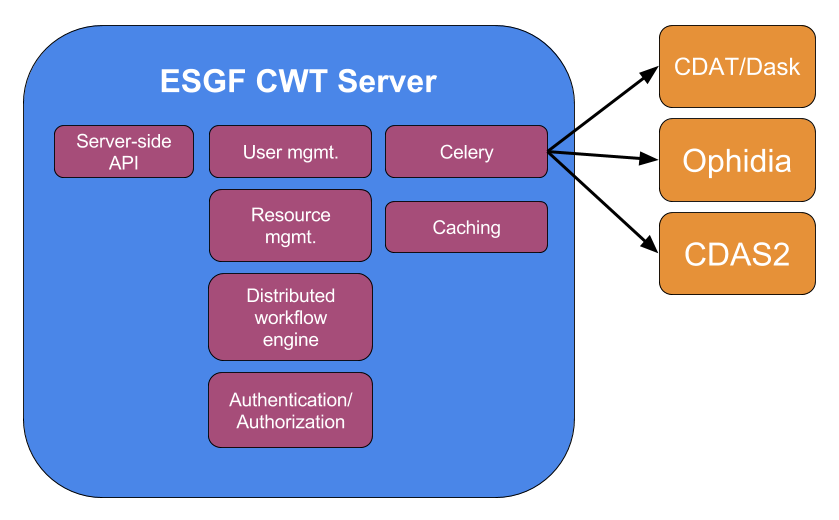 ESGF CWT Server
Server-side
API
User mgmt.
Celery
Resource
mgmt.
Caching
Distributed
workflow
engine
Authentication/
Authorization
CDAT/Dask
Ophidia
CDAS2